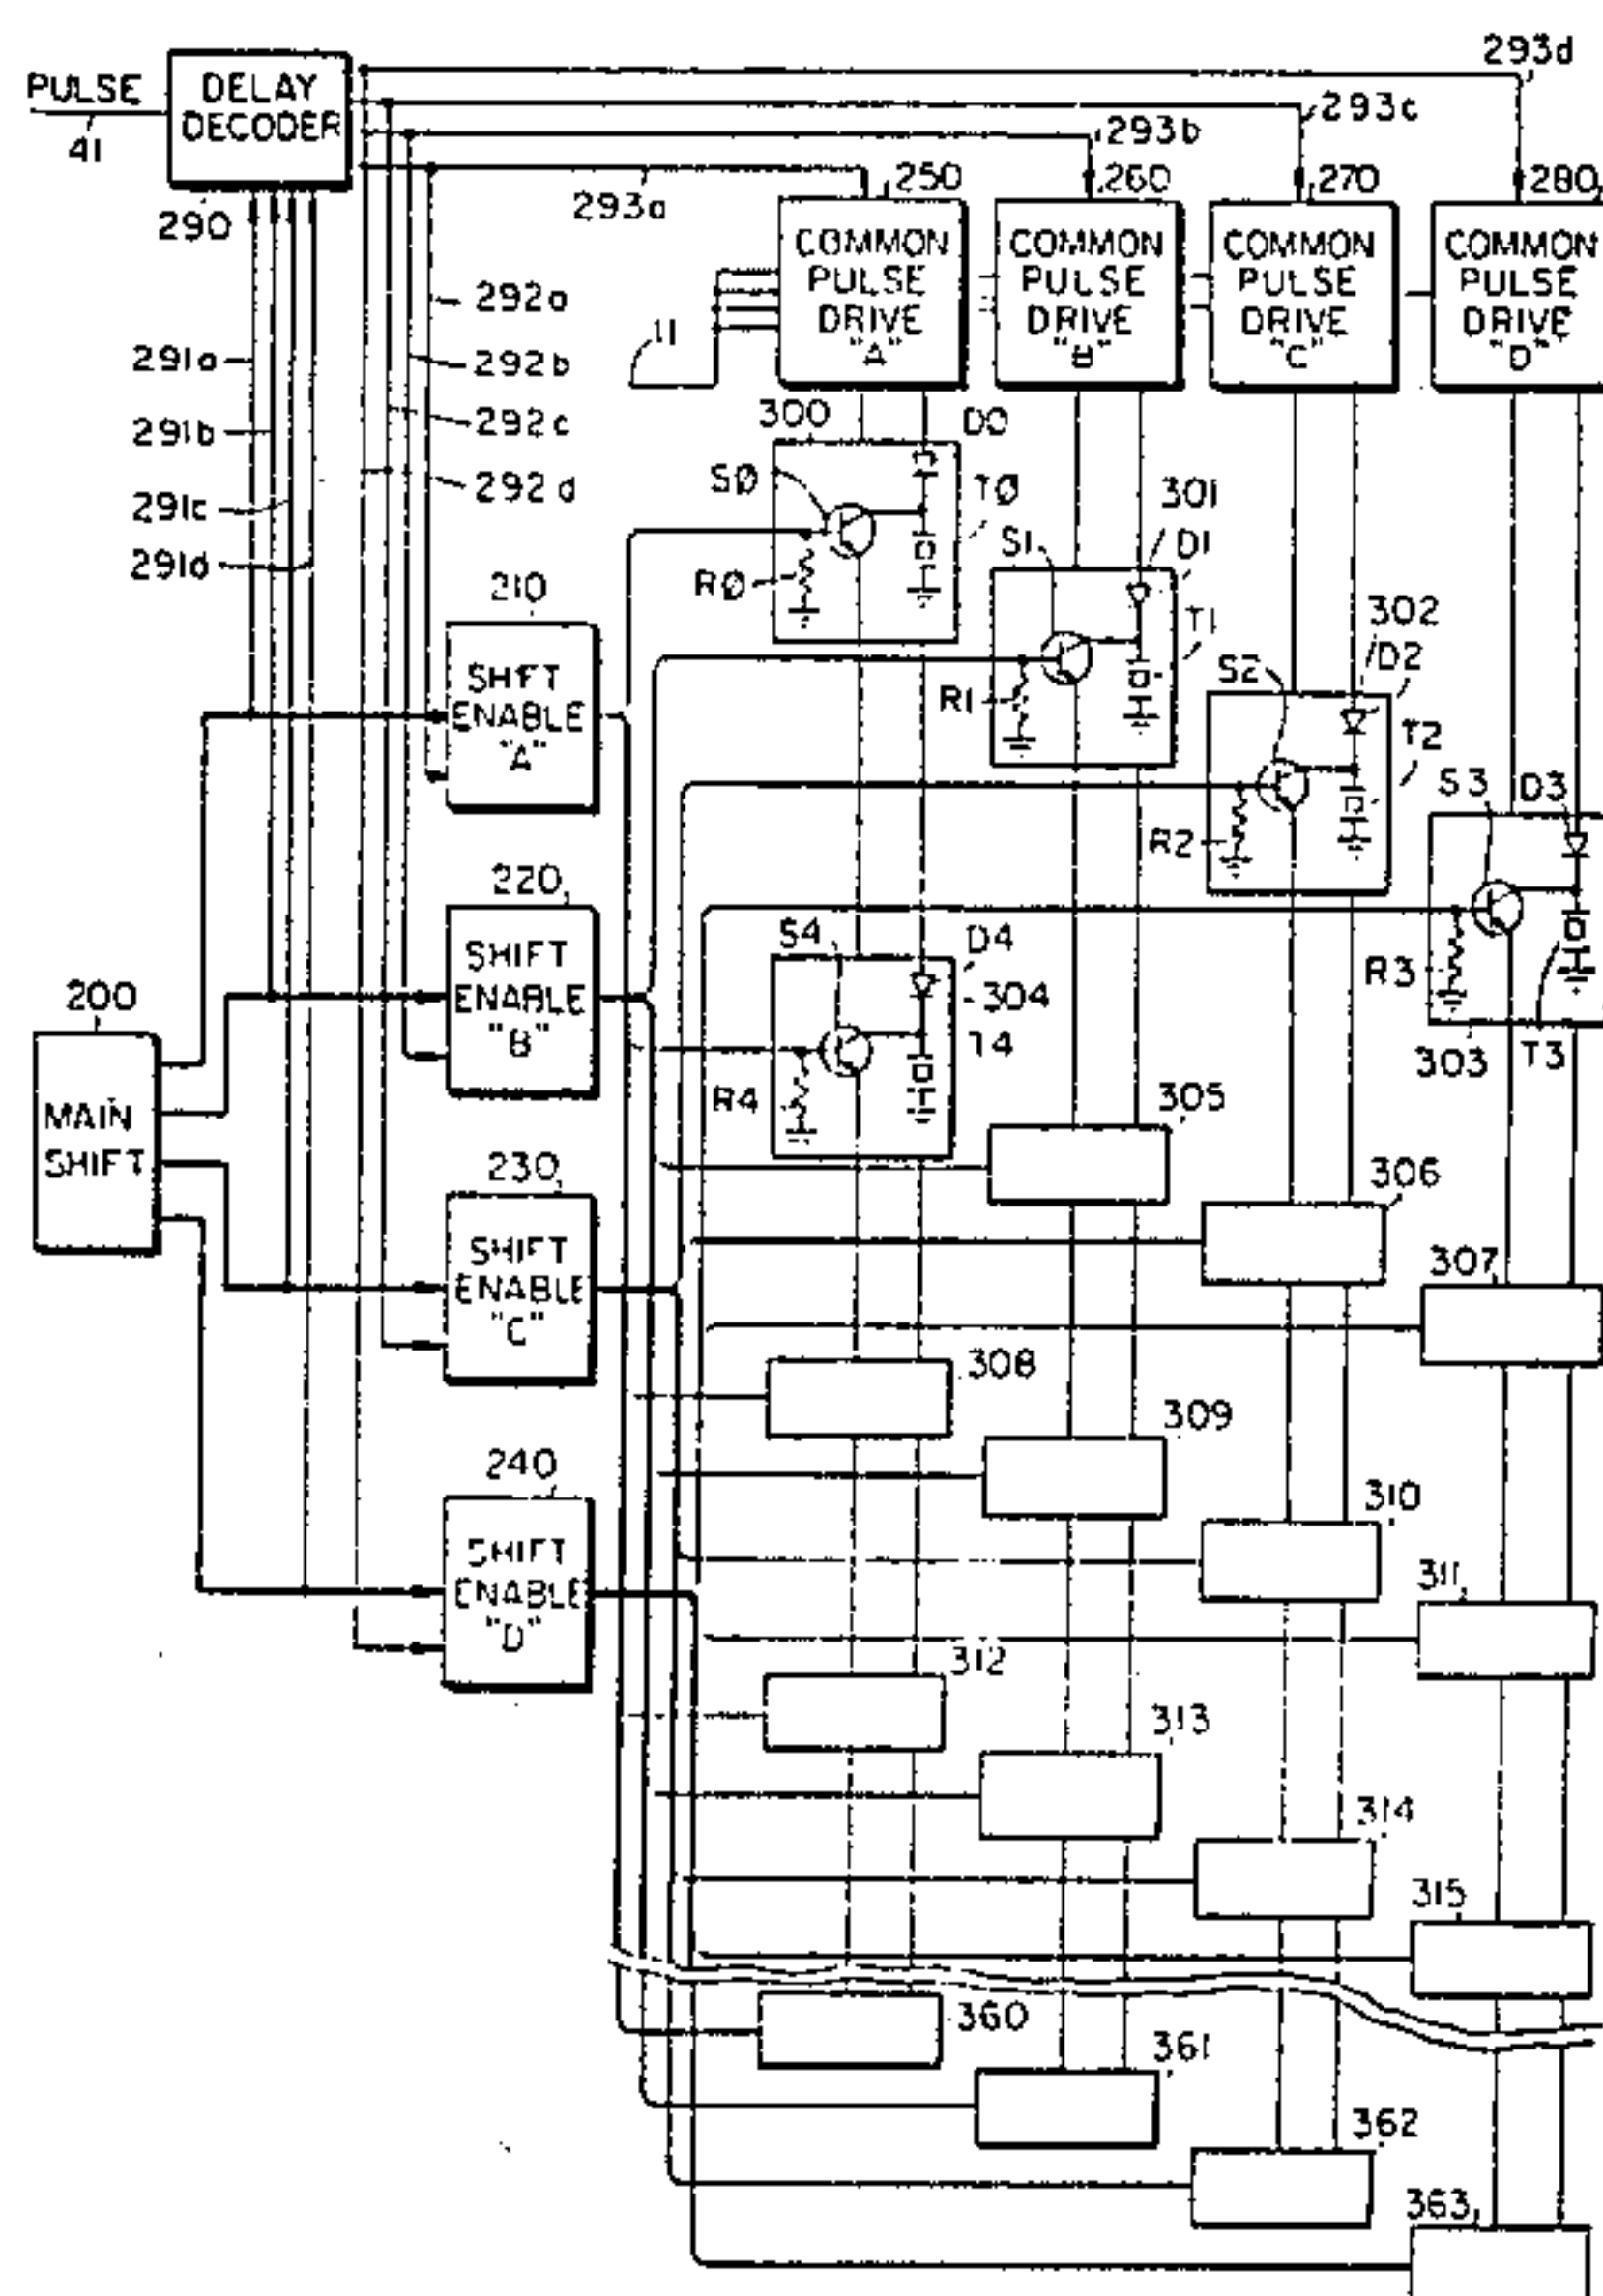 293d
PULSE
DELAY
DECODER
293c
293b
41
250
260
270
280
290
293a
COMMON
PULSE
DRIVE
"A"
COMMON
PULSE
DRIVE
"B"
COMMON
PULSE
DRIVE
"C"
COMMON
PULSE
DRIVE
"D"
292a
11
291a
292b
300
D0
291b
292c
SØ
TØ
292d
301
291c
S1
D1
291d
RØ
210
302
T1
D2
SHIFT
ENABLE
"A"
S2
R1
T2
S3
D3
R2
220
S4
D4
SHIFT
ENABLE
"B"
R3
200
304
T4
303
T3
R4
305
MAIN
SHIFT
230
306
SHIFT
ENABLE
"C"
307
308
309
240
310
SHIFT
ENABLE
"D"
311
312
313
314
315
360
361
362
363